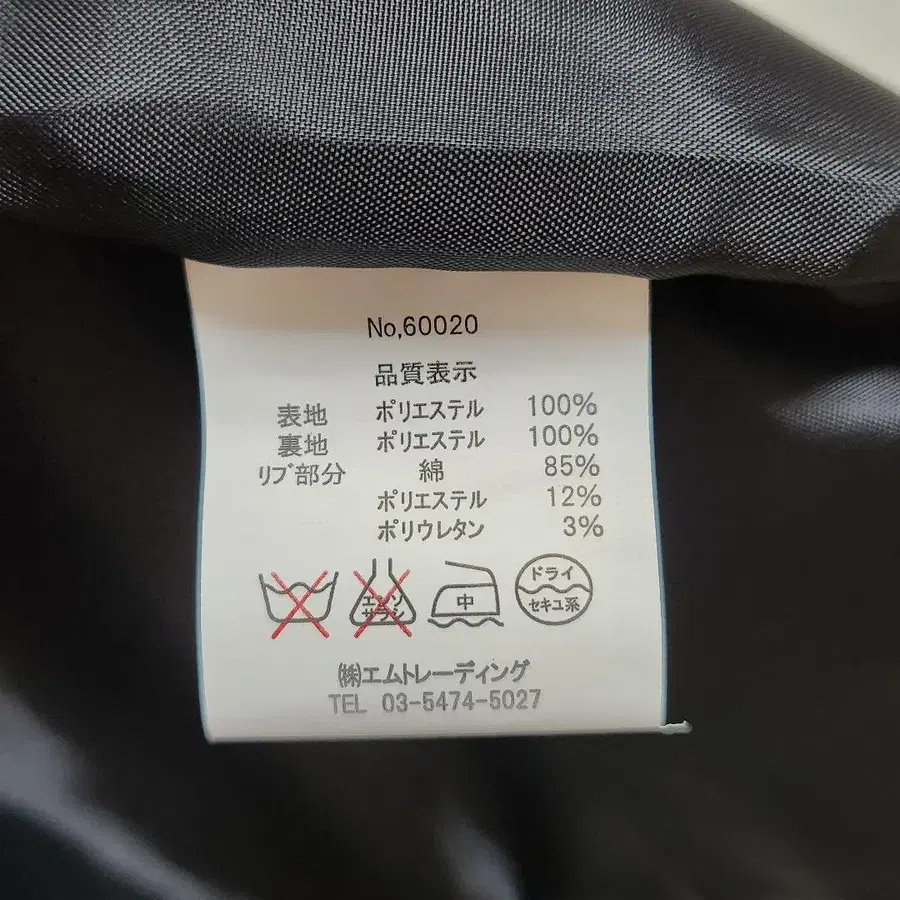 No,60020
品質表示
表地 ポリエステル 100%
裏地 ポリエステル 100%
リブ部分 綿 85%
ポリエステル 12%
ポリウレタン 3%
エンソ
サラシ
中
ドライ
セキユ系
㈱エムトレーディング
TEL 03-5474-5027